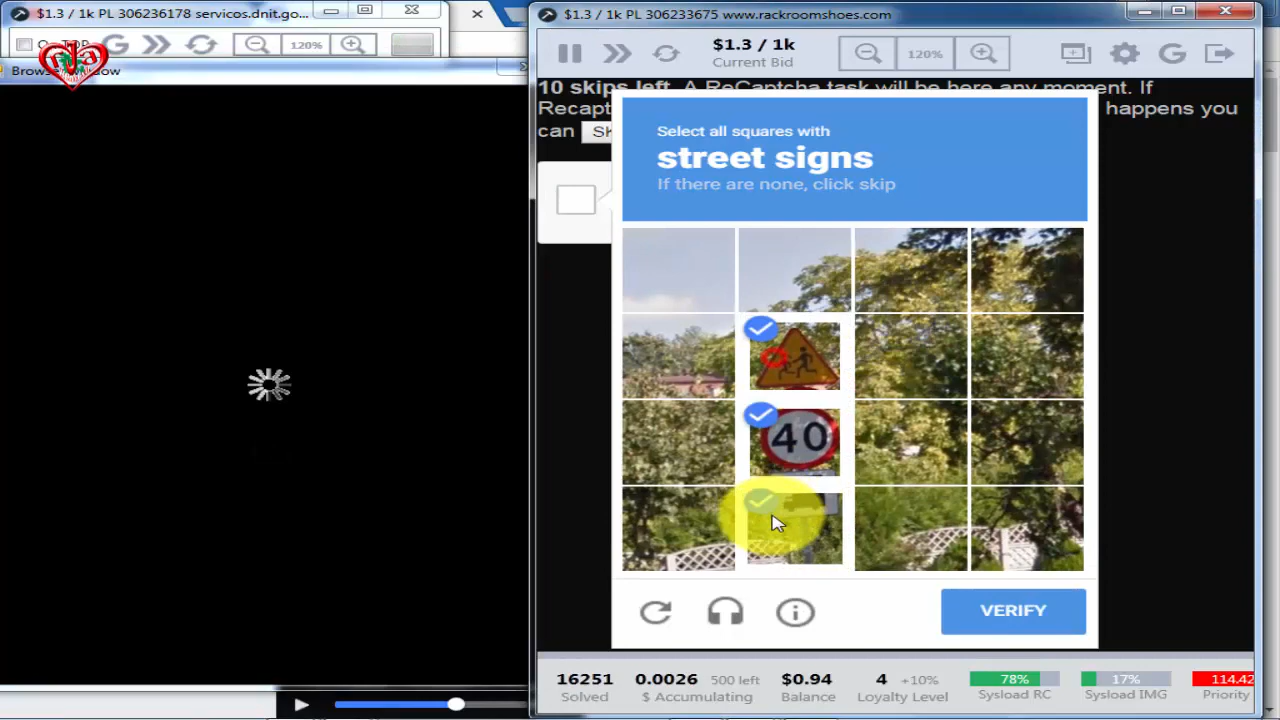 $1.3 / 1k PL 306236178 servicos.dnit.go...
120%
$1.3 / 1k PL 306233675 www.rackroomshoes.com
$1.3 / 1k
Current Bid
120%
10 skips left. A ReCaptcha task will be here any moment. If
Recapt
happens you
can
Select all squares with
street signs
If there are none, click skip
40
VERIFY
16251
Solved
0.0026 500 left
$ Accumulating
$0.94
Balance
4 +10%
Loyalty Level
78%
Sysload RC
17%
Sysload IMG
114.42
Priority